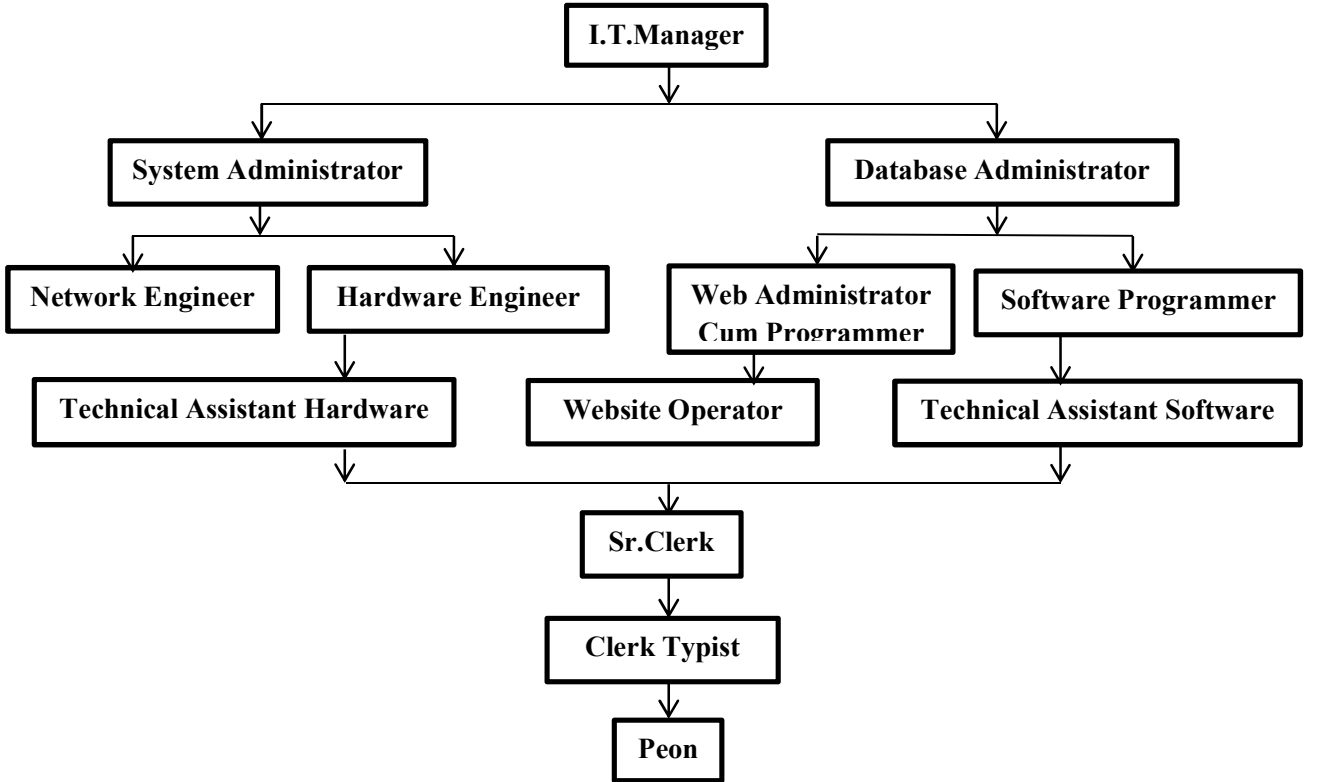 I.T.Manager
System Administrator
Database Administrator
Network Engineer
Hardware Engineer
Web Administrator
Cum Programmer
Software Programmer
Technical Assistant Hardware
Website Operator
Technical Assistant Software
Sr.Clerk
Clerk Typist
Peon